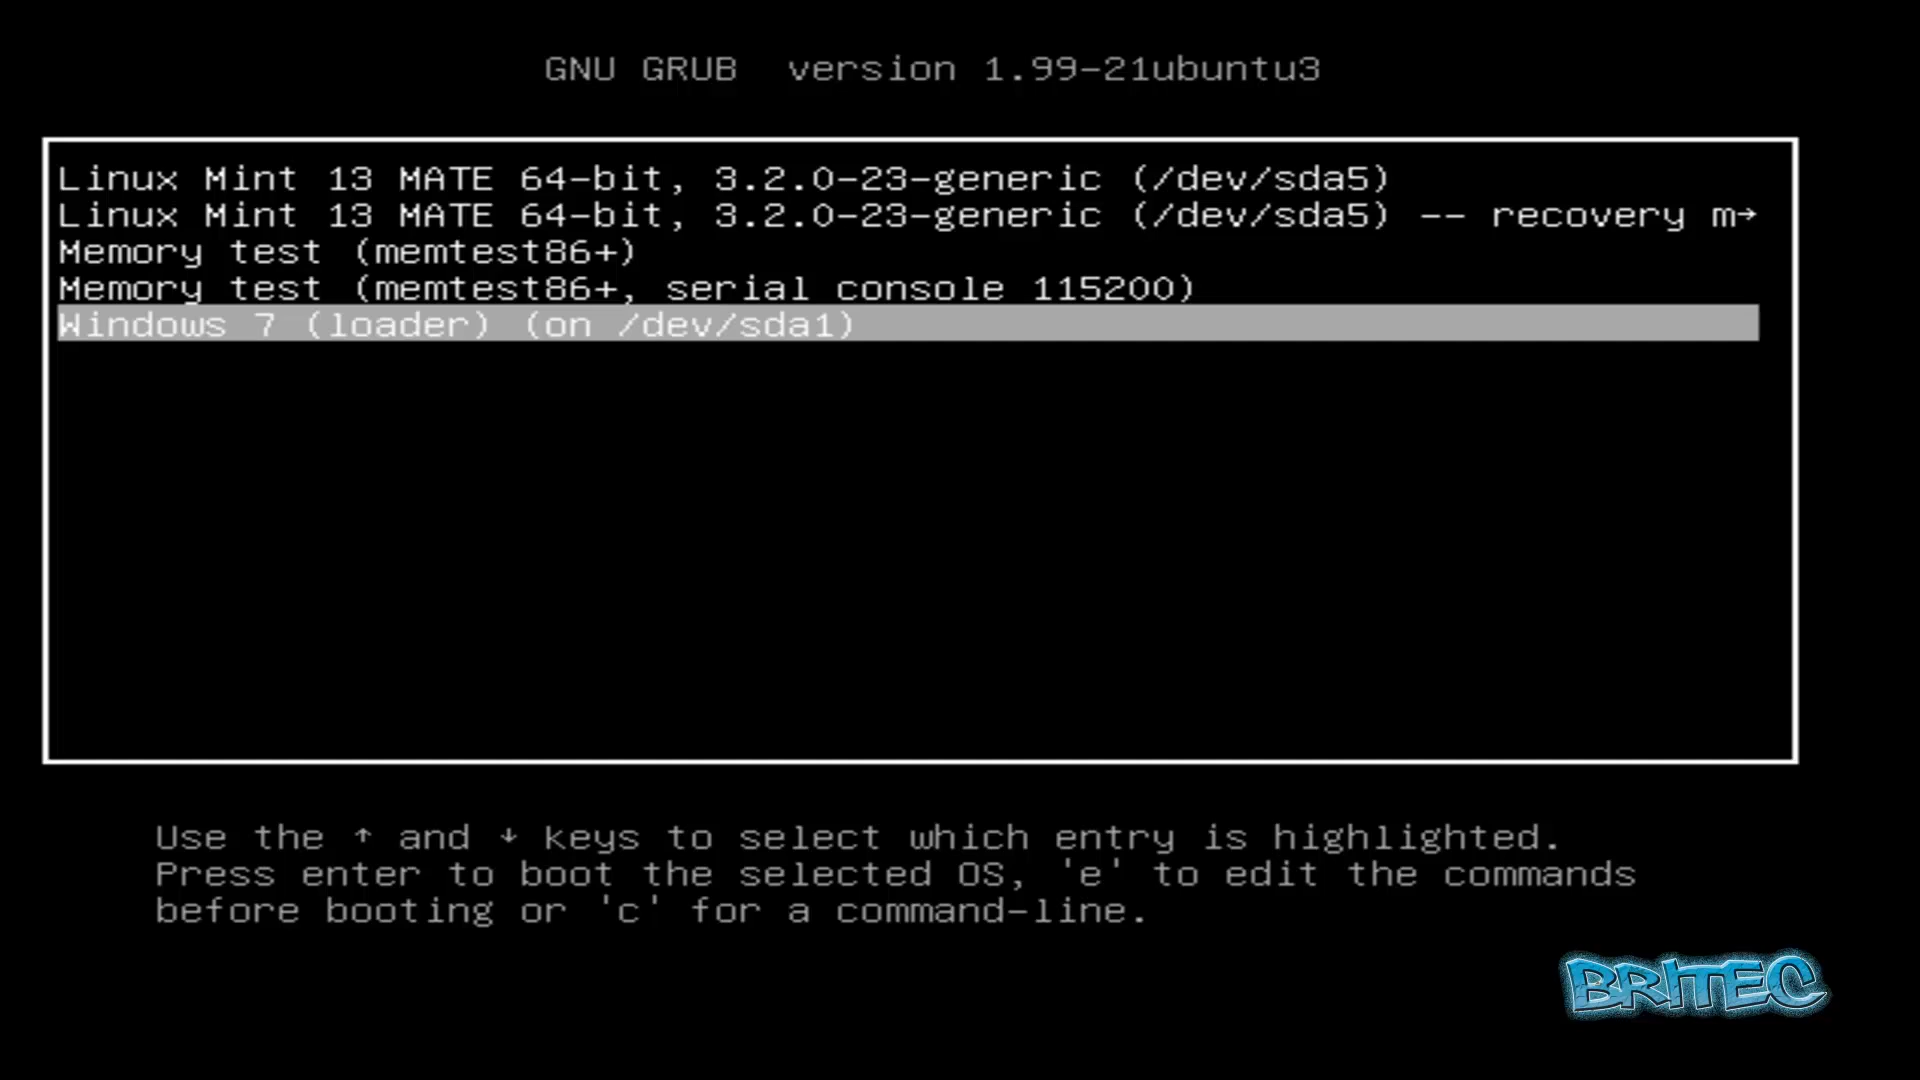 GNU GRUB  version 1.99-21ubuntu3
Linux Mint 13 MATE 64-bit, 3.2.0-23-generic (/dev/sda5)
Linux Mint 13 MATE 64-bit, 3.2.0-23-generic (/dev/sda5) -- recovery m→
Memory test (memtest86+)
Memory test (memtest86+, serial console 115200)
Windows 7 (loader) (on /dev/sda1)
Use the ↑ and ↓ keys to select which entry is highlighted.
Press enter to boot the selected OS, 'e' to edit the commands
before booting or 'c' for a command-line.
BRITEC